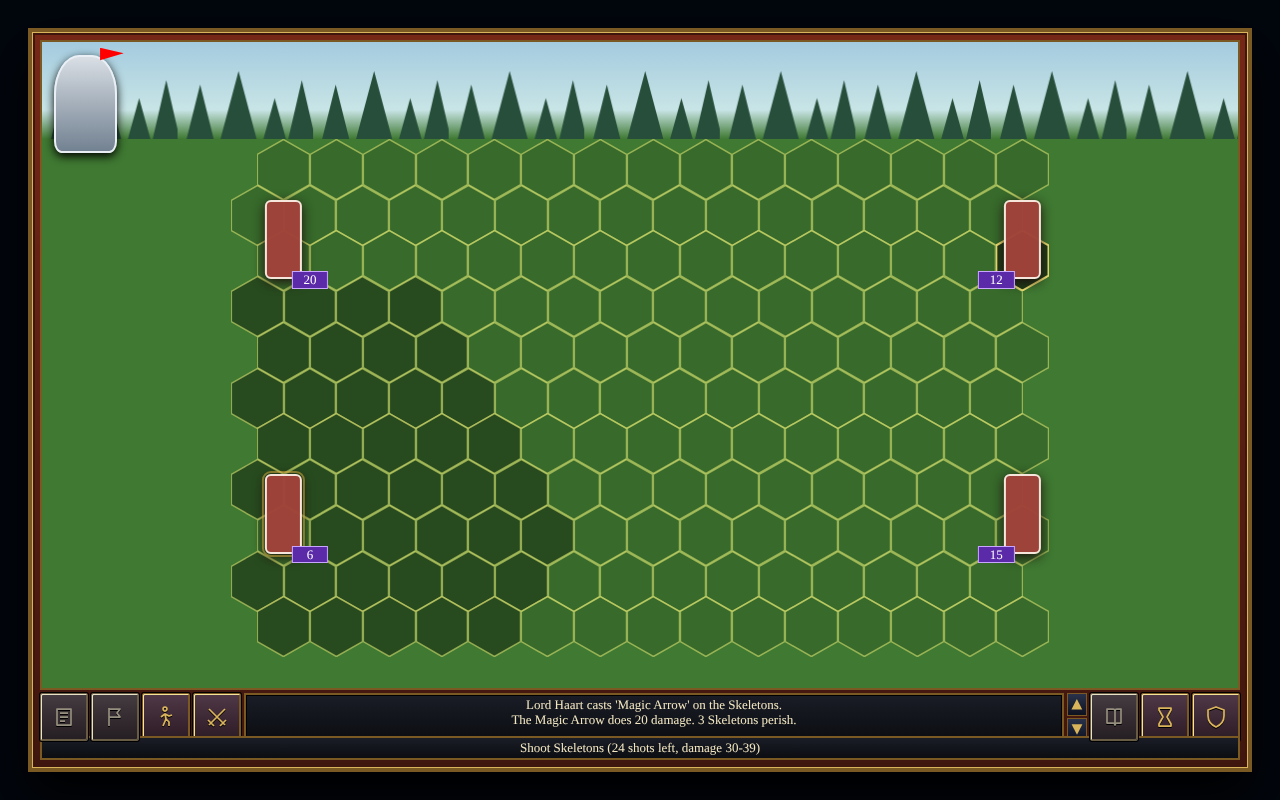 20
12
6
15
Lord Haart casts 'Magic Arrow' on the Skeletons.
The Magic Arrow does 20 damage. 3 Skeletons perish.
Shoot Skeletons (24 shots left, damage 30-39)